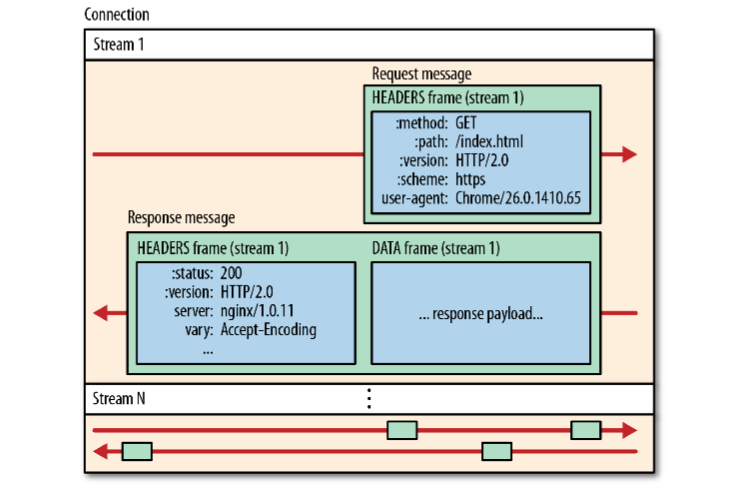 Connection
Stream 1
Request message
HEADERS frame (stream 1)
:method: GET
:path: /index.html
:version: HTTP/2.0
:scheme: https
user-agent: Chrome/26.0.1410.65
Response message
HEADERS frame (stream 1)
:status: 200
:version: HTTP/2.0
server: nginx/1.0.11
vary: Accept-Encoding
...
DATA frame (stream 1)
... response payload...
Stream N